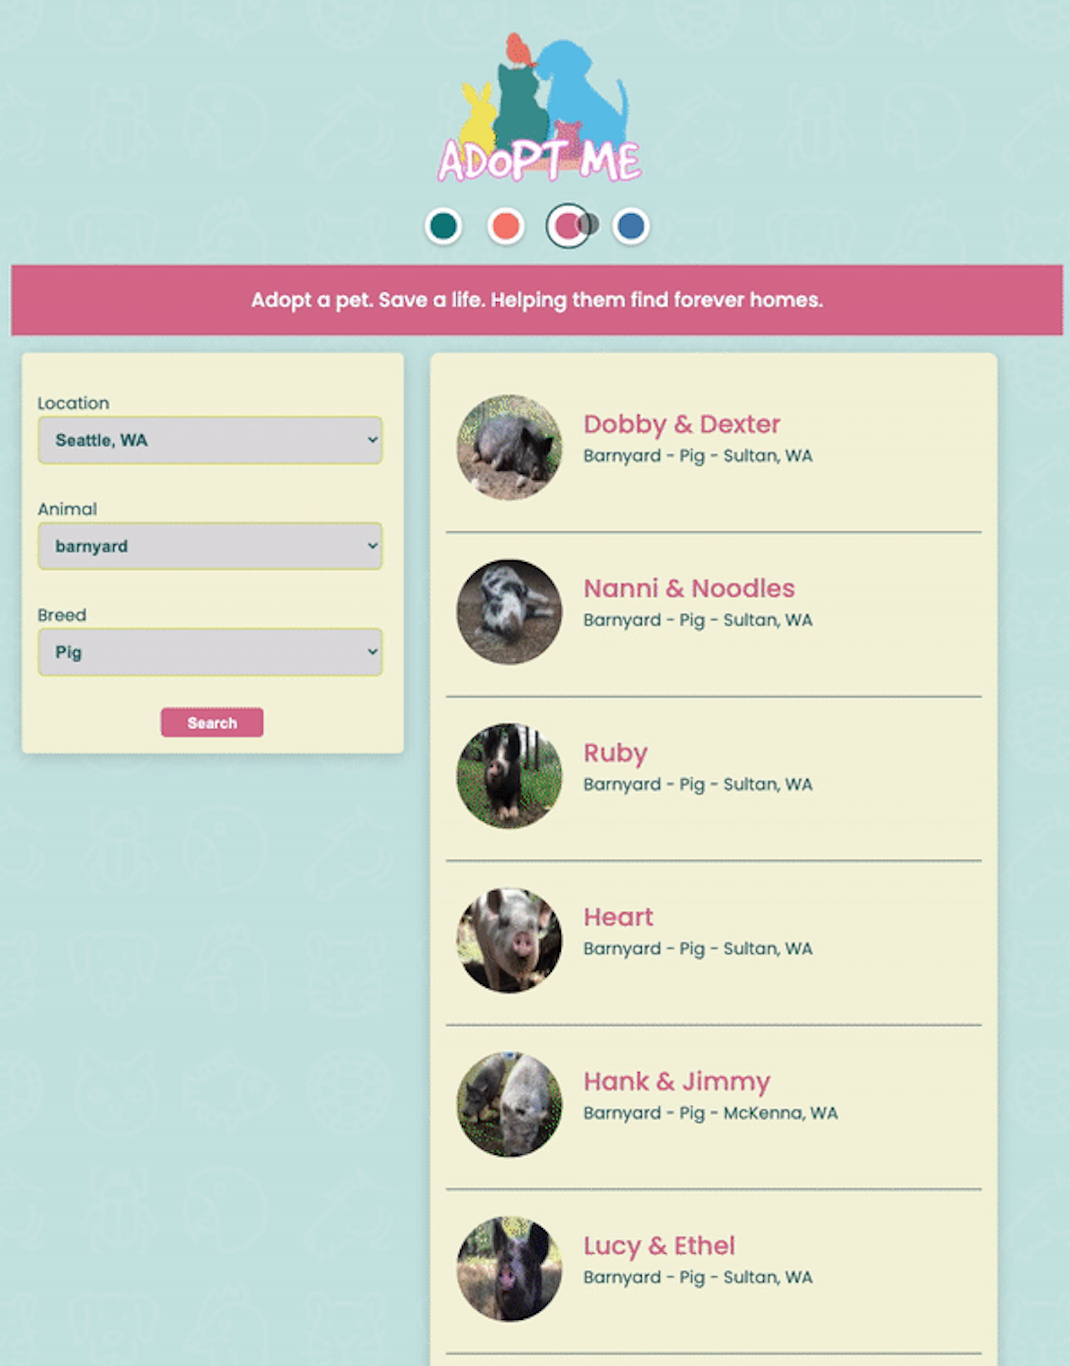 ADOPT ME
Adopt a pet. Save a life. Helping them find forever homes.
Location
Seattle, WA
Animal
barnyard
Breed
Pig
Search
Dobby & Dexter
Barnyard - Pig - Sultan, WA
Nanni & Noodles
Barnyard - Pig - Sultan, WA
Ruby
Barnyard - Pig - Sultan, WA
Heart
Barnyard - Pig - Sultan, WA
Hank & Jimmy
Barnyard - Pig - McKenna, WA
Lucy & Ethel
Barnyard - Pig - Sultan, WA